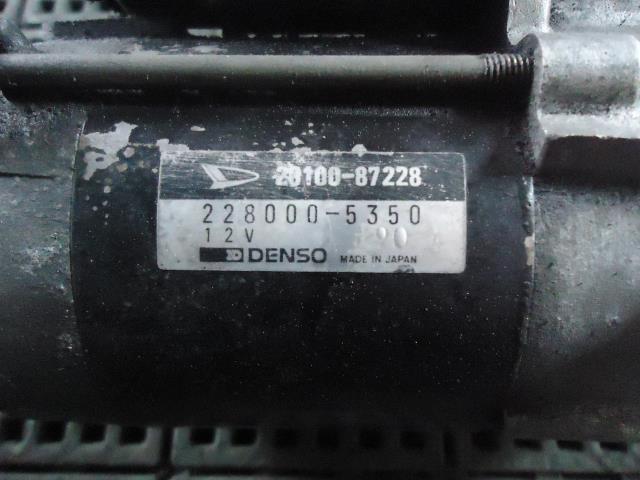 28100-87228
228000-5350
12V
DENSO MADE IN JAPAN